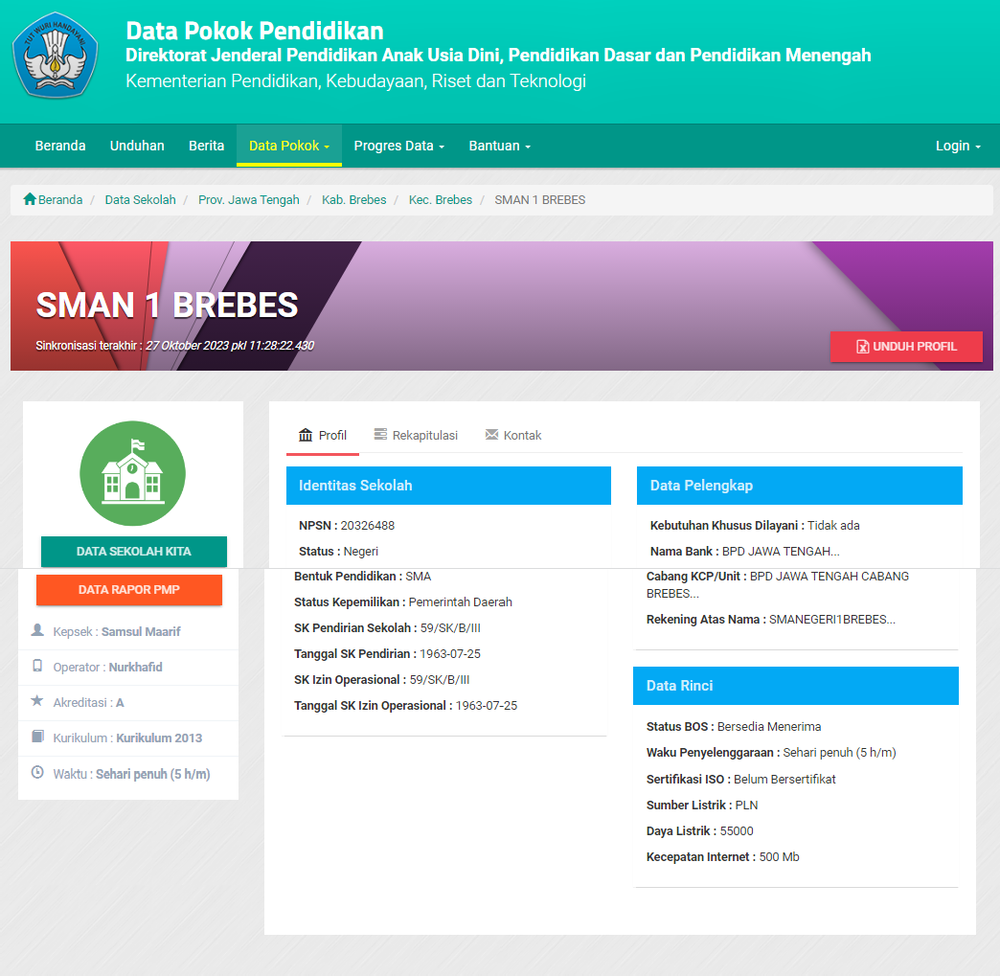 TUT WURI HANDAYANI
Data Pokok Pendidikan
Direktorat Jenderal Pendidikan Anak Usia Dini, Pendidikan Dasar dan Pendidikan Menengah
Kementerian Pendidikan, Kebudayaan, Riset dan Teknologi
Beranda Unduhan Berita Data Pokok Progres Data Bantuan Login
Beranda / Data Sekolah / Prov. Jawa Tengah / Kab. Brebes / Kec. Brebes / SMAN 1 BREBES
SMAN 1 BREBES
Sinkronisasi terakhir : 27 Oktober 2023 pkl 11:28:22.430
UNDUH PROFIL
DATA SEKOLAH KITA
DATA RAPOR PMP
Kepsek : Samsul Maarif
Operator : Nurkhafid
Akreditasi : A
Kurikulum : Kurikulum 2013
Waktu : Sehari penuh (5 h/m)
Profil Rekapitulasi Kontak
Identitas Sekolah
NPSN : 20326488
Status : Negeri
Bentuk Pendidikan : SMA
Status Kepemilikan : Pemerintah Daerah
SK Pendirian Sekolah : 59/SK/B/III
Tanggal SK Pendirian : 1963-07-25
SK Izin Operasional : 59/SK/B/III
Tanggal SK Izin Operasional : 1963-07-25
Data Pelengkap
Kebutuhan Khusus Dilayani : Tidak ada
Nama Bank : BPD JAWA TENGAH...
Cabang KCP/Unit : BPD JAWA TENGAH CABANG
BREBES...
Rekening Atas Nama : SMANEGERI1BREBES...
Data Rinci
Status BOS : Bersedia Menerima
Waku Penyelenggaraan : Sehari penuh (5 h/m)
Sertifikasi ISO : Belum Bersertifikat
Sumber Listrik : PLN
Daya Listrik : 55000
Kecepatan Internet : 500 Mb